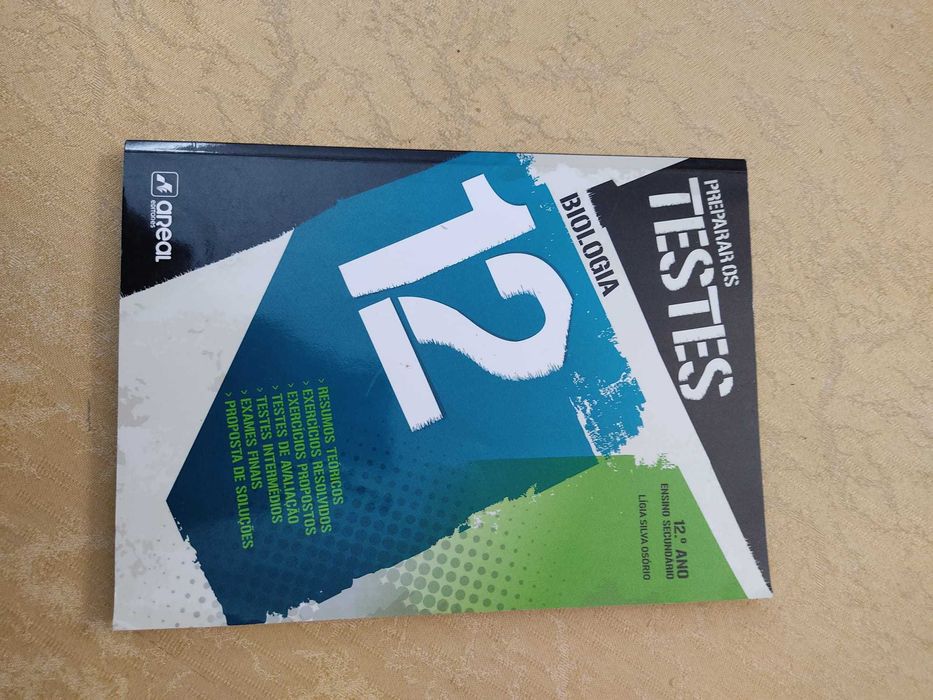 PREPARAR OS
TESTES
12.º ANO
ENSINO SECUNDÁRIO
LÍGIA SILVA OSÓRIO
BIOLOGIA
12
> RESUMOS TEÓRICOS
> EXERCÍCIOS RESOLVIDOS
> EXERCÍCIOS PROPOSTOS
> TESTES DE AVALIAÇÃO
> TESTES INTERMÉDIOS
> EXAMES FINAIS
> PROPOSTA DE SOLUÇÕES
areal
editores